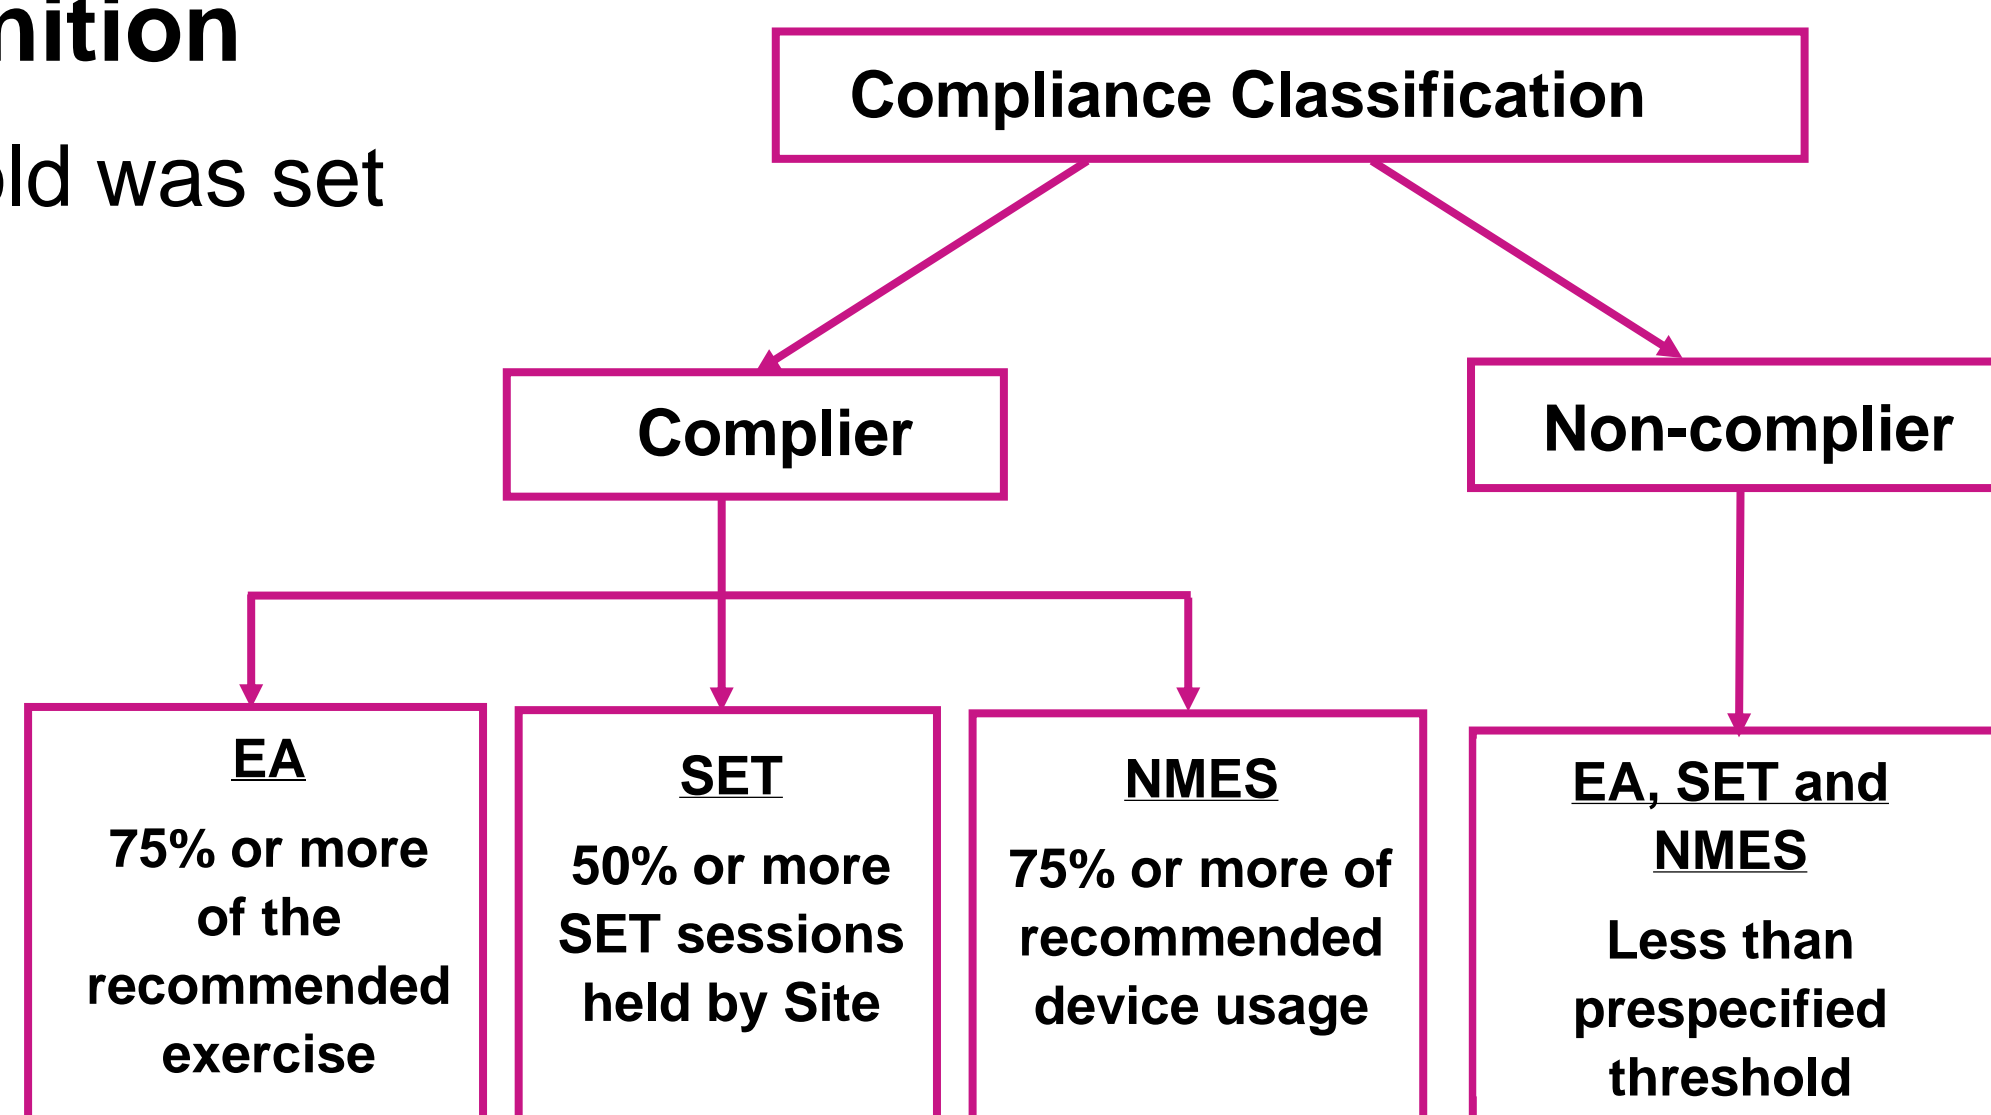 nition
old was set
Compliance Classification
Complier
Non-complier
EA
75% or more
of the
recommended
exercise
SET
50% or more
SET sessions
held by Site
NMES
75% or more of
recommended
device usage
EA, SET and
NMES
Less than
prespecified
threshold